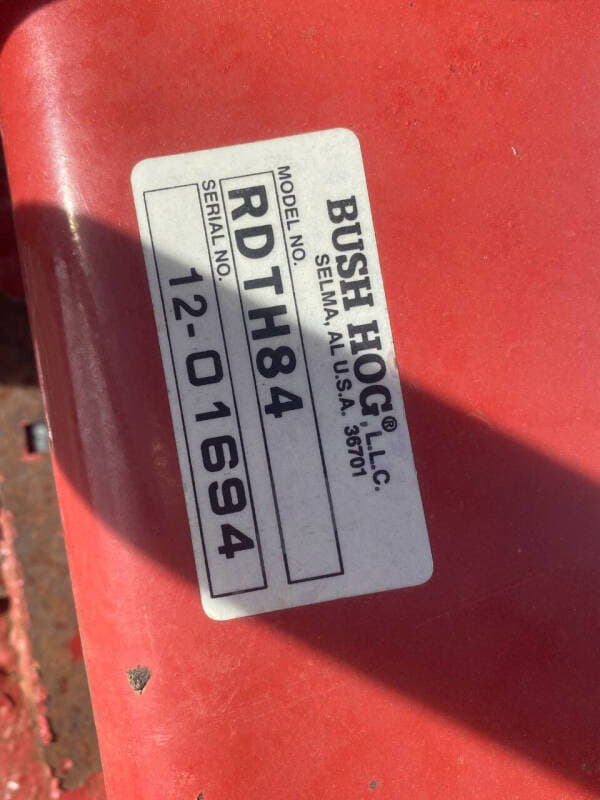 BUSH HOG®, L.L.C.
SELMA, AL U.S.A. 36701
MODEL NO.
RDTH84
SERIAL NO.
12-01694